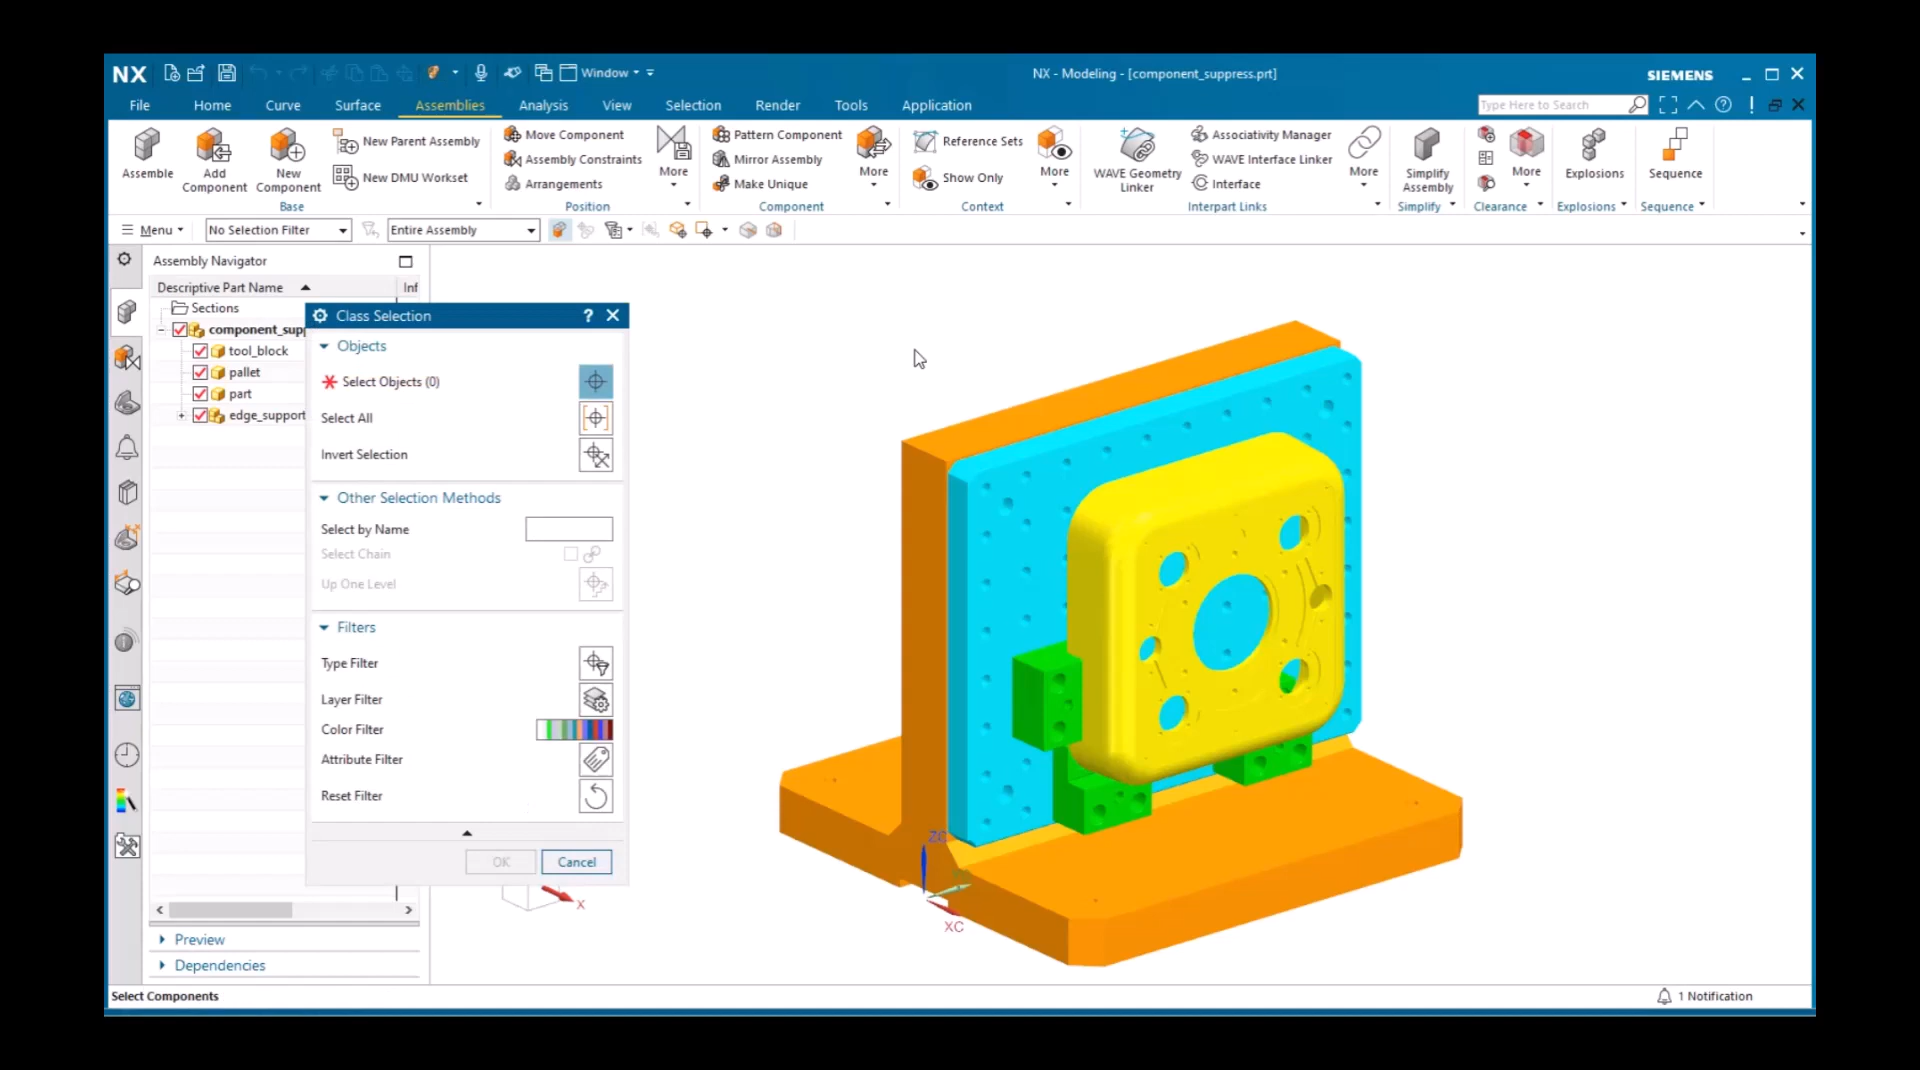 NX Window NX - Modeling - [component_suppress.prt] SIEMENS
File Home Curve Surface Assemblies Analysis View Selection Render Tools Application Type Here to Search
Assembly
Add
Component
New
Component
New Parent Assembly
New DMU Workset
Base
Move Component
Assembly Constraints
Arrangements
More
Position
Pattern Component
Mirror Assembly
Make Unique
More
Component
Reference Sets
Show Only
More
Context
WAVE Geometry
Linker
Associativity Manager
WAVE Interface Linker
Interface
More
Interpart Links
Simplify
Assembly
Simplify
More
Clearance
Explosions
Explosions
Sequence
Sequence
Menu No Selection Filter Entire Assembly
Assembly Navigator
Descriptive Part Name Inf
Sections
component_supp
tool_block
pallet
part
edge_support
Class Selection ?
Objects
Select Objects (0)
Select All
Invert Selection
Other Selection Methods
Select by Name
Select Chain
Up One Level
Filters
Type Filter
Layer Filter
Color Filter
Attribute Filter
Reset Filter
OK Cancel
X
XC
Preview
Dependencies
Select Components 1 Notification